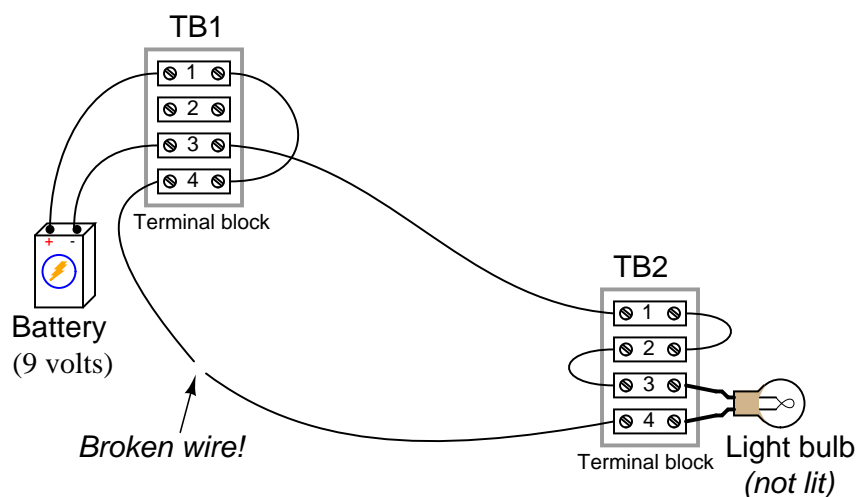 TB1
1
2
3
4
Terminal block
+ -
Battery
(9 volts)
Broken wire!
TB2
1
2
3
4
Terminal block
Light bulb
(not lit)